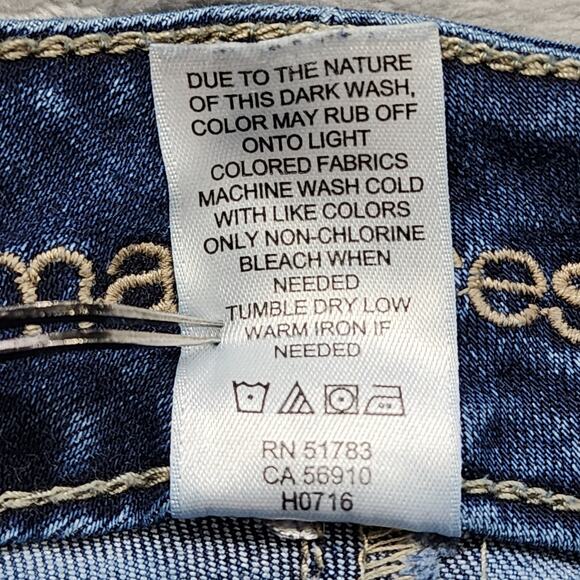 DUE TO THE NATURE
OF THIS DARK WASH,
COLOR MAY RUB OFF
ONTO LIGHT
COLORED FABRICS
MACHINE WASH COLD
WITH LIKE COLORS
ONLY NON-CHLORINE
BLEACH WHEN
NEEDED
TUMBLE DRY LOW
WARM IRON IF
NEEDED
RN 51783
CA 56910
H0716